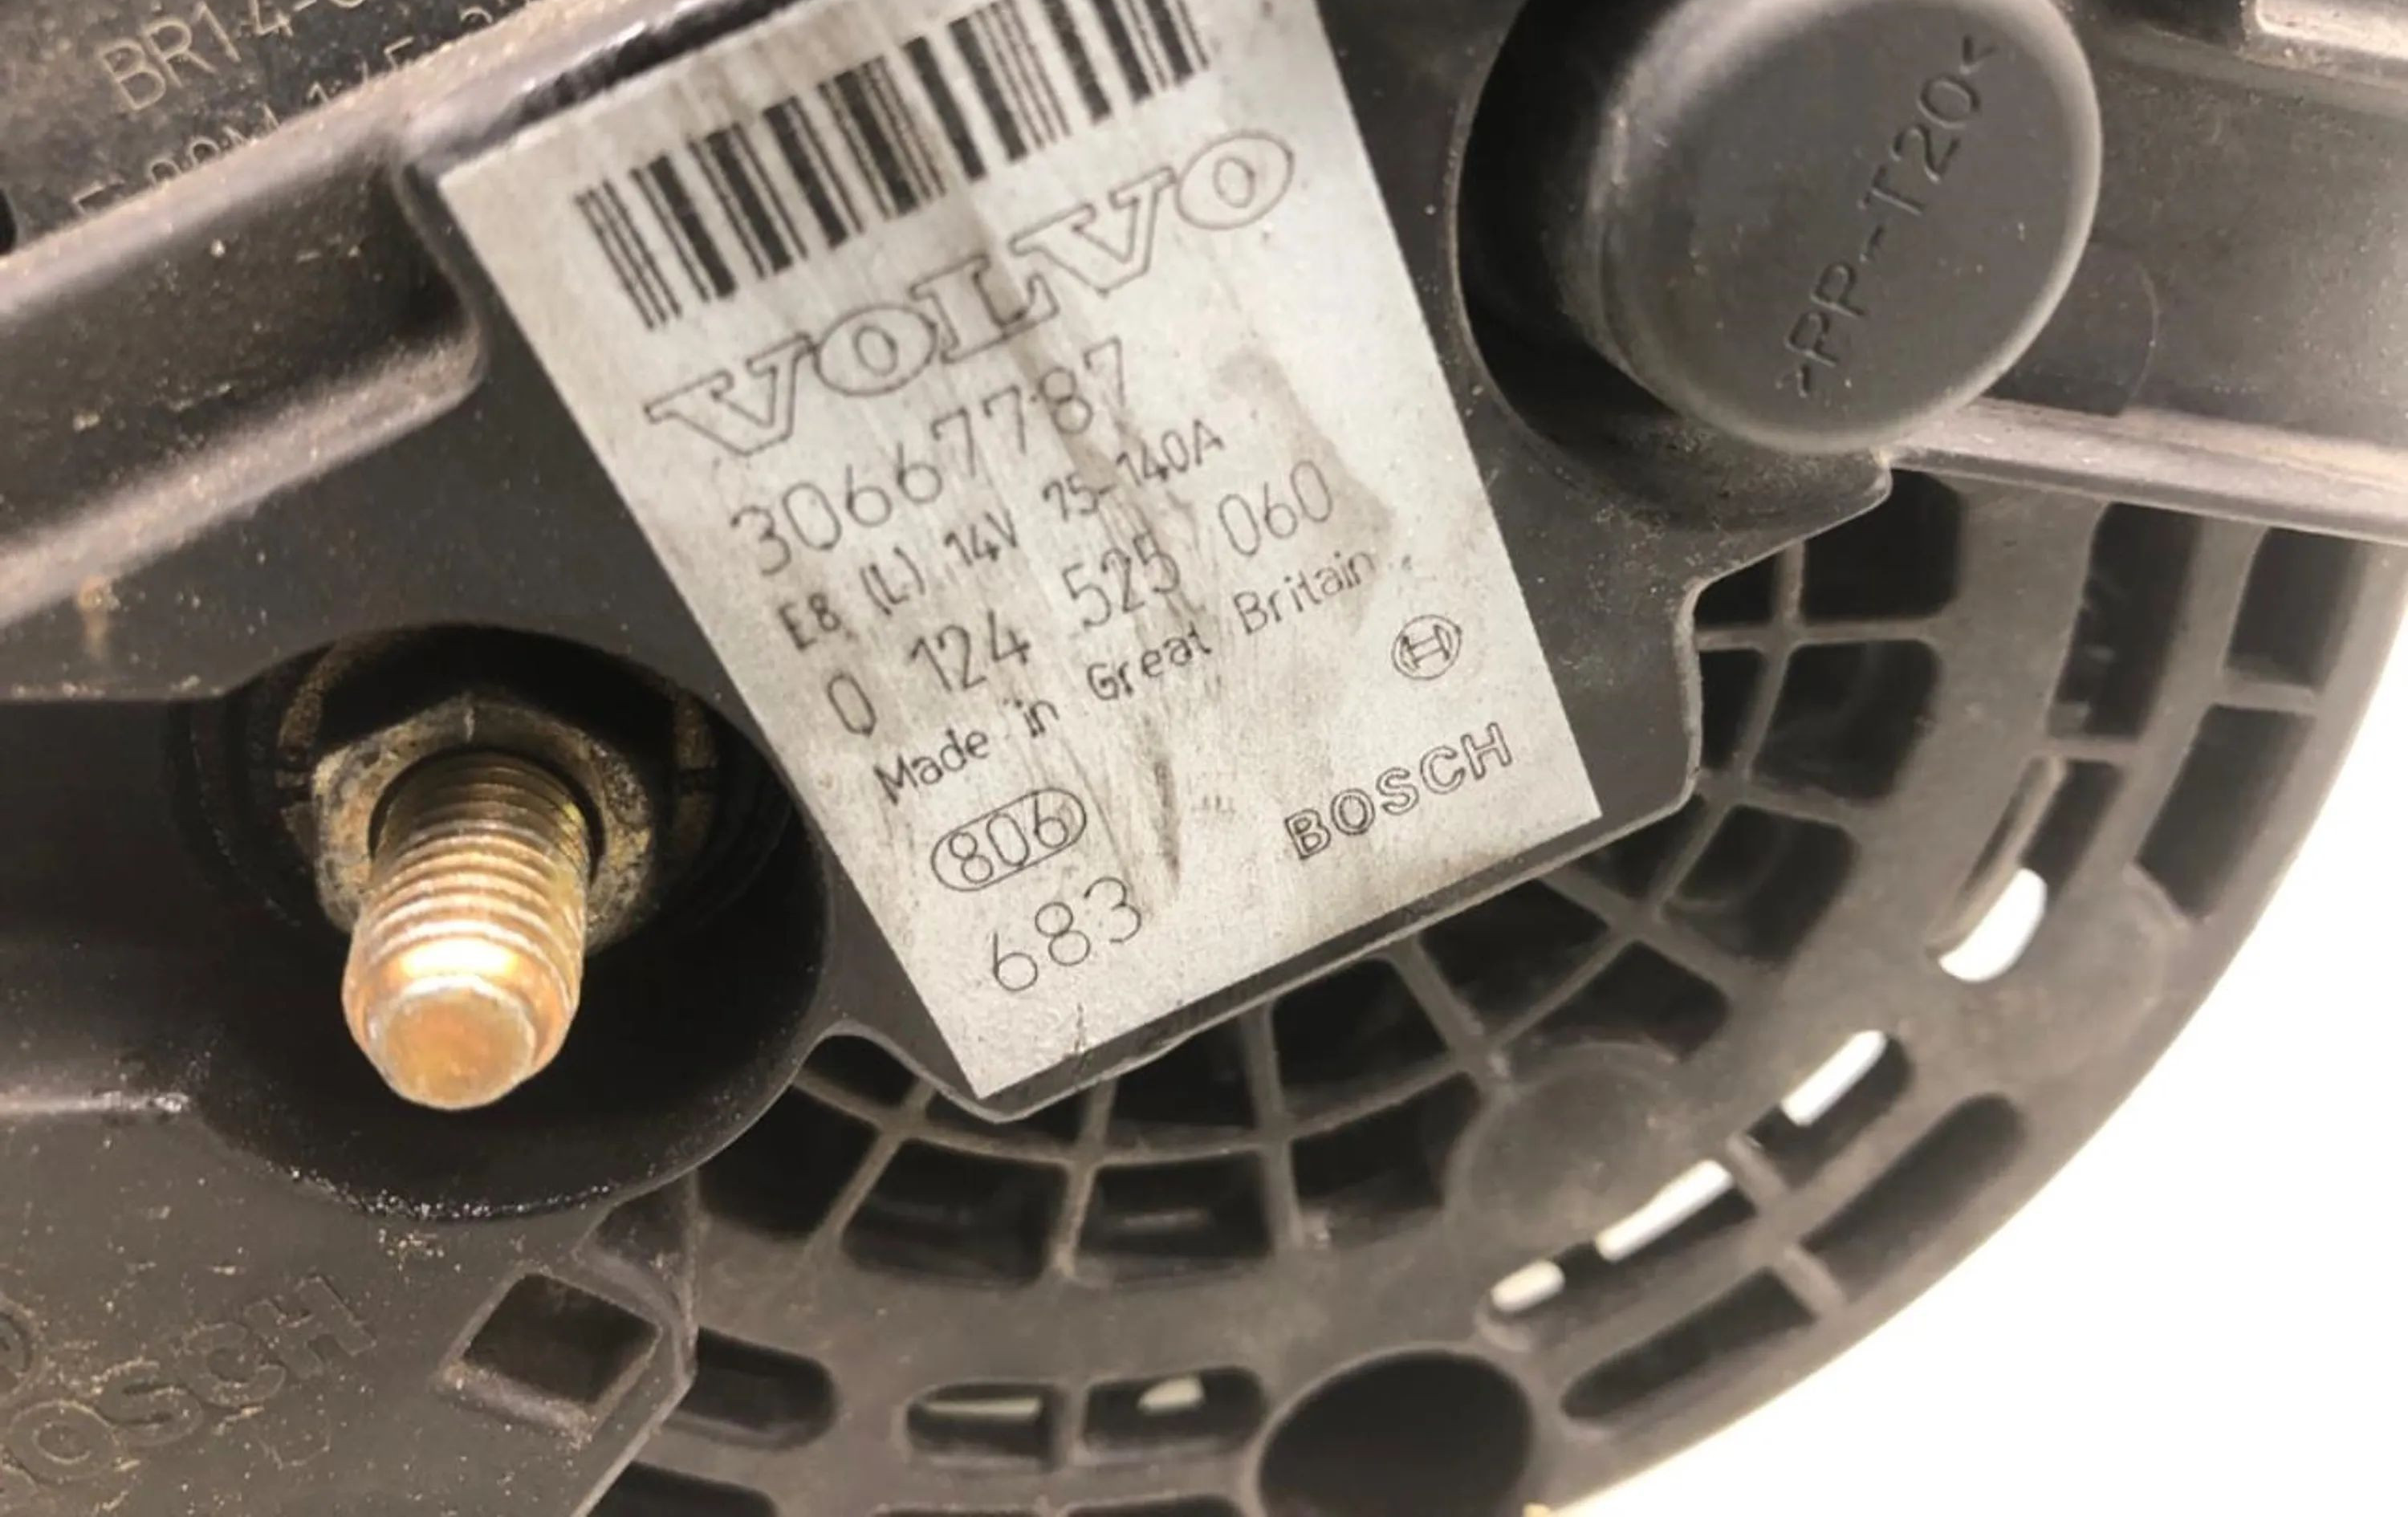 BR14-
VOLVO
30667787
E8 (L) 14V 75-140A
0 124 525 060
Made in Great Britain
806
BOSCH
683
>PP-T20<
BOSCH